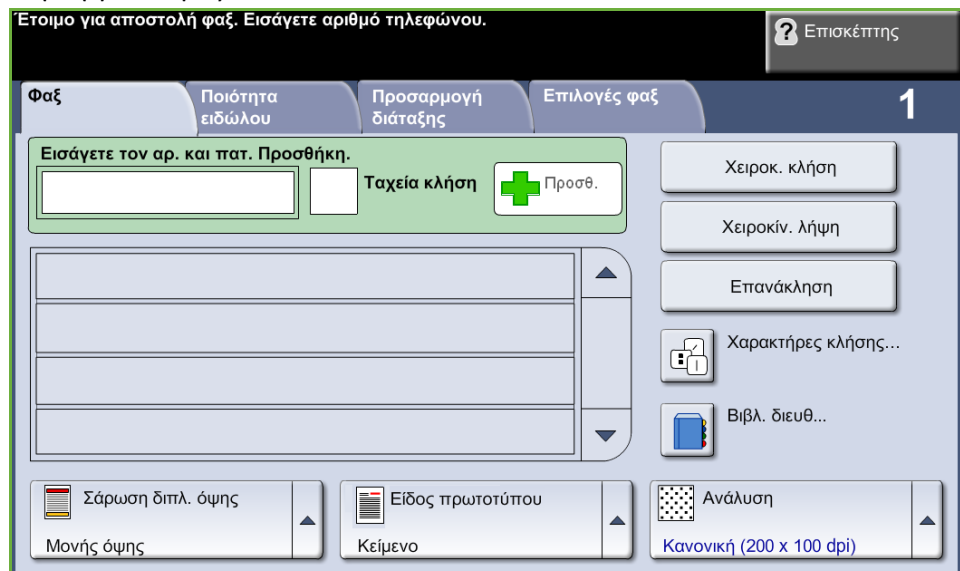 Έτοιμο για αποστολή φαξ. Εισάγετε αριθμό τηλεφώνου.
? Επισκέπτης
Φαξ
Ποιότητα
ειδώλου
Προσαρμογή
διάταξης
Επιλογές φαξ
1
Εισάγετε τον αρ. και πατ. Προσθήκη.
Ταχεία κλήση
Προσθ.
Χειροκ. κλήση
Χειροκίν. λήψη
Επανάκληση
Χαρακτήρες κλήσης...
Βιβλ. διευθ...
Σάρωση διπλ. όψης
Μονής όψης
Είδος πρωτοτύπου
Κείμενο
Ανάλυση
Κανονική (200 x 100 dpi)